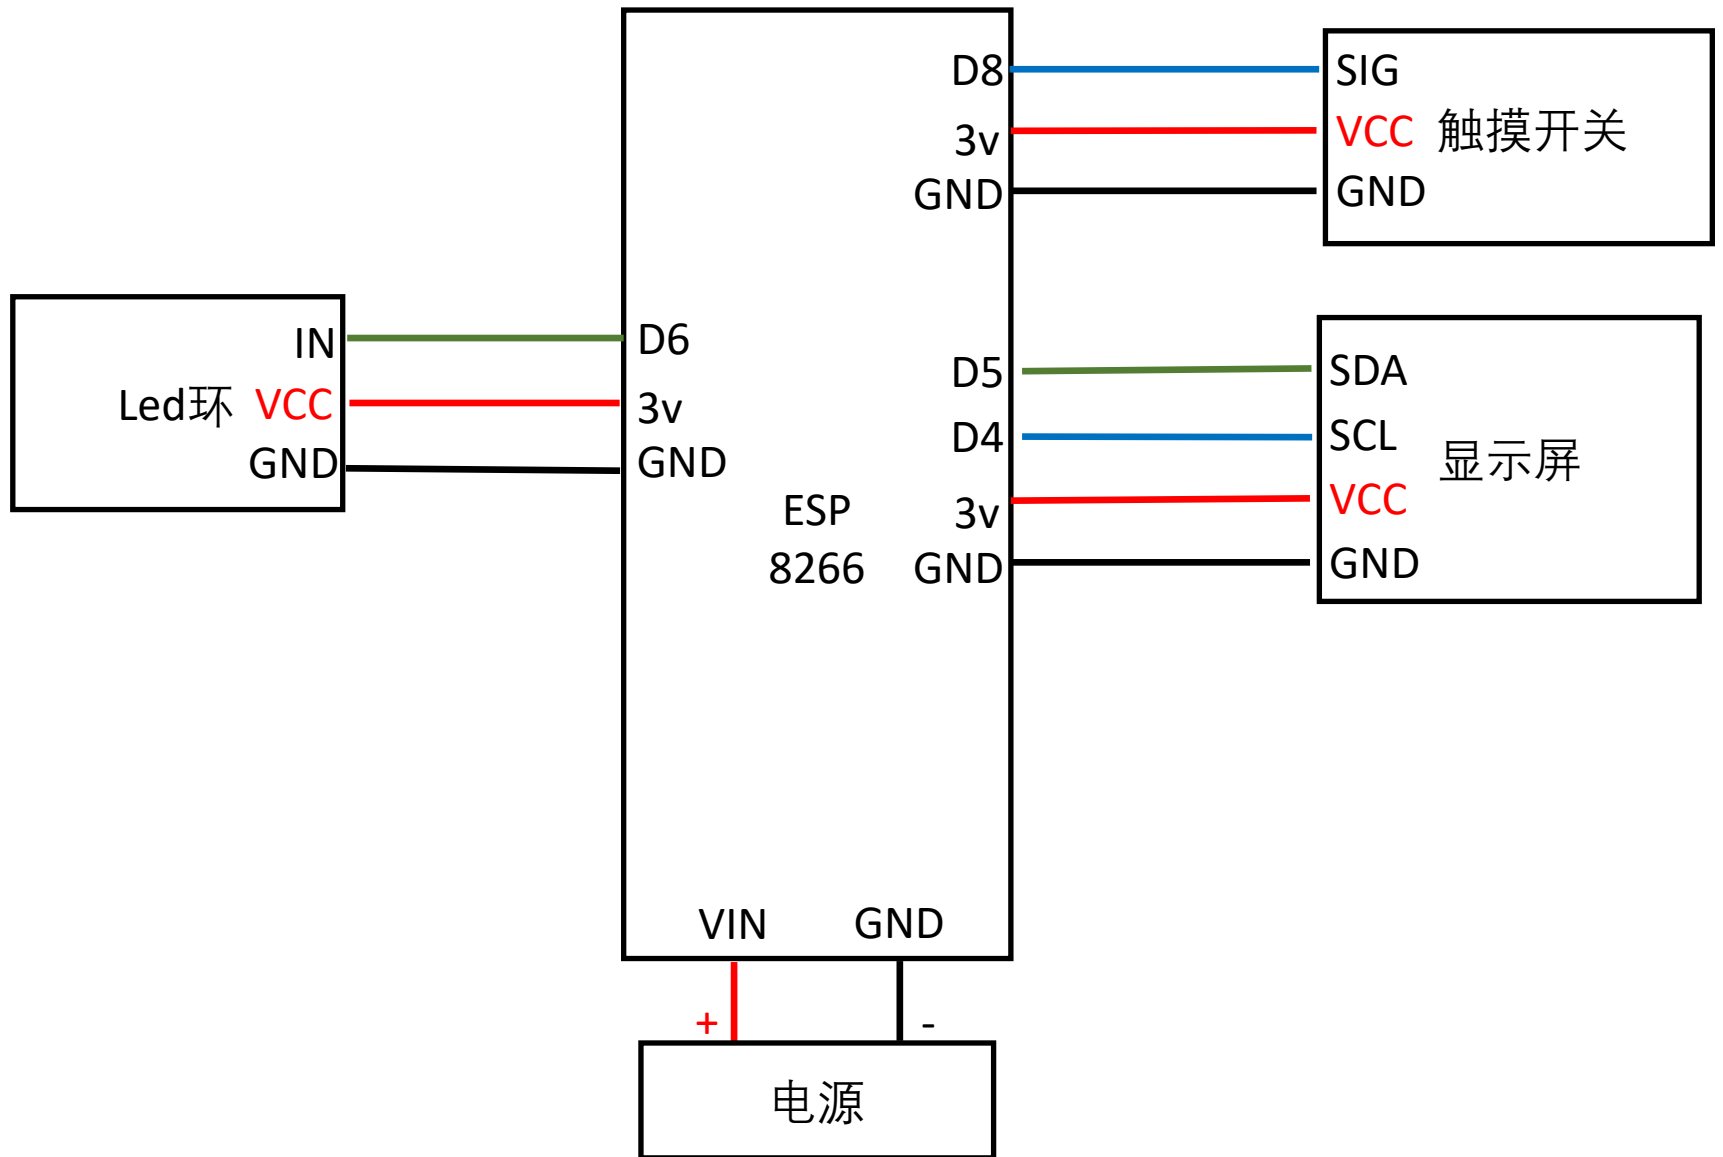 D8
3v
GND
SIG
VCC 触摸开关
GND
IN
Led环 VCC
GND
D6
3v
GND
ESP
8266
D5
D4
3v
GND
SDA
SCL
显示屏
VCC
GND
VIN GND
+ -
电源